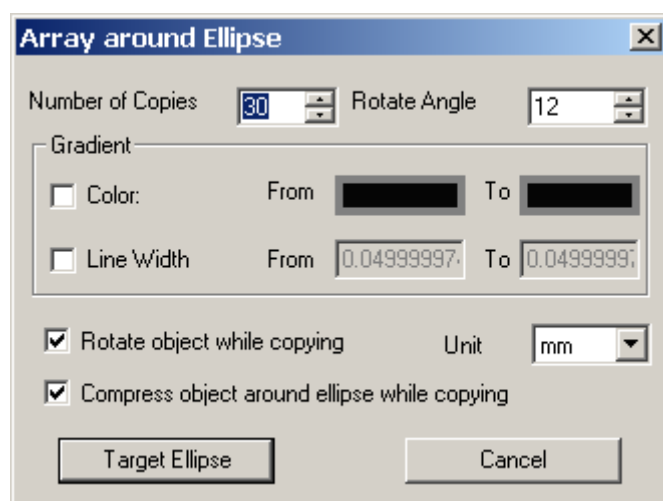 Array around Ellipse
Number of Copies 30 Rotate Angle 12
Gradient
Color: From To
Line Width From 0.04999997 To 0.0499999
Rotate object while copying Unit mm
Compress object around ellipse while copying
Target Ellipse Cancel